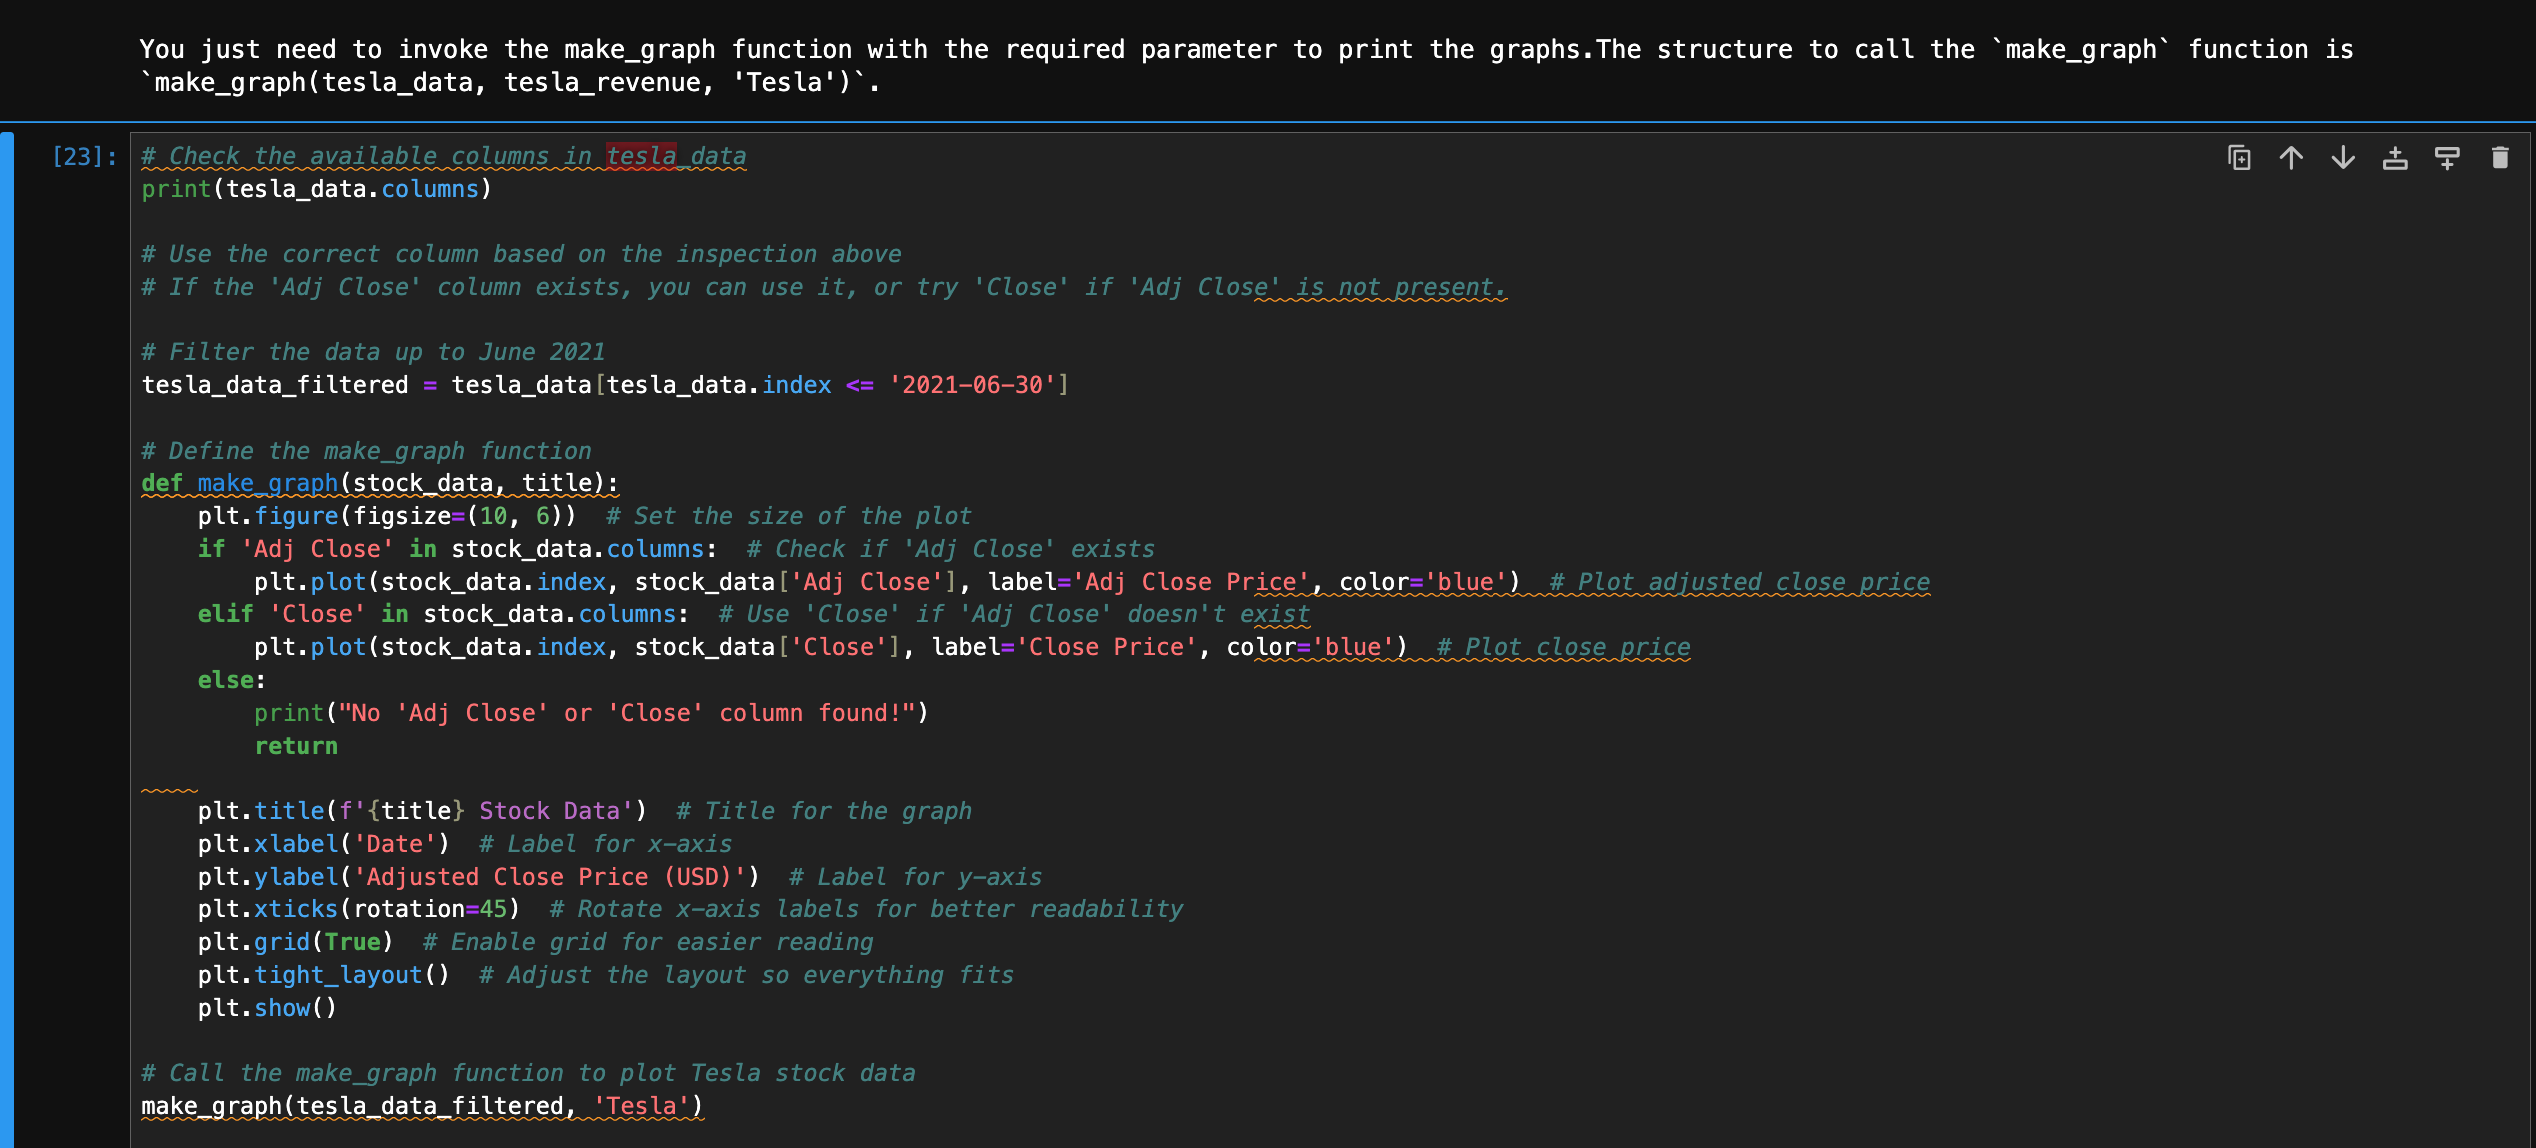 You just need to invoke the make_graph function with the required parameter to print the graphs.The structure to call the `make_graph` function is
`make_graph(tesla_data, tesla_revenue, 'Tesla')`.
[23]:
# Check the available columns in tesla_data
print(tesla_data.columns)
# Use the correct column based on the inspection above
# If the 'Adj Close' column exists, you can use it, or try 'Close' if 'Adj Close' is not present.
# Filter the data up to June 2021
tesla_data_filtered = tesla_data[tesla_data.index <= '2021-06-30']
# Define the make_graph function
def make_graph(stock_data, title):
    plt.figure(figsize=(10, 6))  # Set the size of the plot
    if 'Adj Close' in stock_data.columns:  # Check if 'Adj Close' exists
        plt.plot(stock_data.index, stock_data['Adj Close'], label='Adj Close Price', color='blue')  # Plot adjusted close price
    elif 'Close' in stock_data.columns:  # Use 'Close' if 'Adj Close' doesn't exist
        plt.plot(stock_data.index, stock_data['Close'], label='Close Price', color='blue')  # Plot close price
    else:
        print("No 'Adj Close' or 'Close' column found!")
        return
    plt.title(f'{title} Stock Data')  # Title for the graph
    plt.xlabel('Date')  # Label for x-axis
    plt.ylabel('Adjusted Close Price (USD)')  # Label for y-axis
    plt.xticks(rotation=45)  # Rotate x-axis labels for better readability
    plt.grid(True)  # Enable grid for easier reading
    plt.tight_layout()  # Adjust the layout so everything fits
    plt.show()
# Call the make_graph function to plot Tesla stock data
make_graph(tesla_data_filtered, 'Tesla')